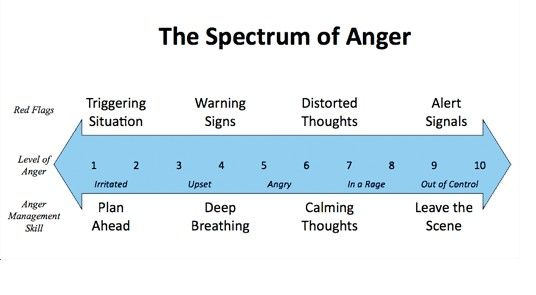 The Spectrum of Anger
Red Flags
Triggering Situation
Warning Signs
Distorted Thoughts
Alert Signals
Level of Anger
1 2 3 4 5 6 7 8 9 10
Irritated Upset Angry In a Rage Out of Control
Anger Management Skill
Plan Ahead
Deep Breathing
Calming Thoughts
Leave the Scene